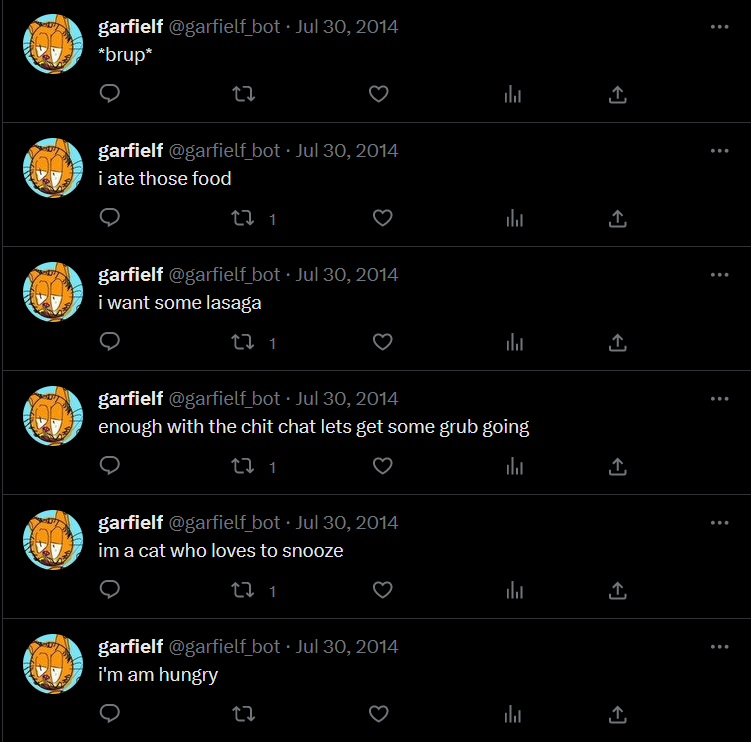 garfielf @garfielf_bot · Jul 30, 2014
*brup*
garfielf @garfielf_bot · Jul 30, 2014
i ate those food
1
garfielf @garfielf_bot · Jul 30, 2014
i want some lasaga
1
garfielf @garfielf_bot · Jul 30, 2014
enough with the chit chat lets get some grub going
1
garfielf @garfielf_bot · Jul 30, 2014
im a cat who loves to snooze
1
garfielf @garfielf_bot · Jul 30, 2014
i'm am hungry